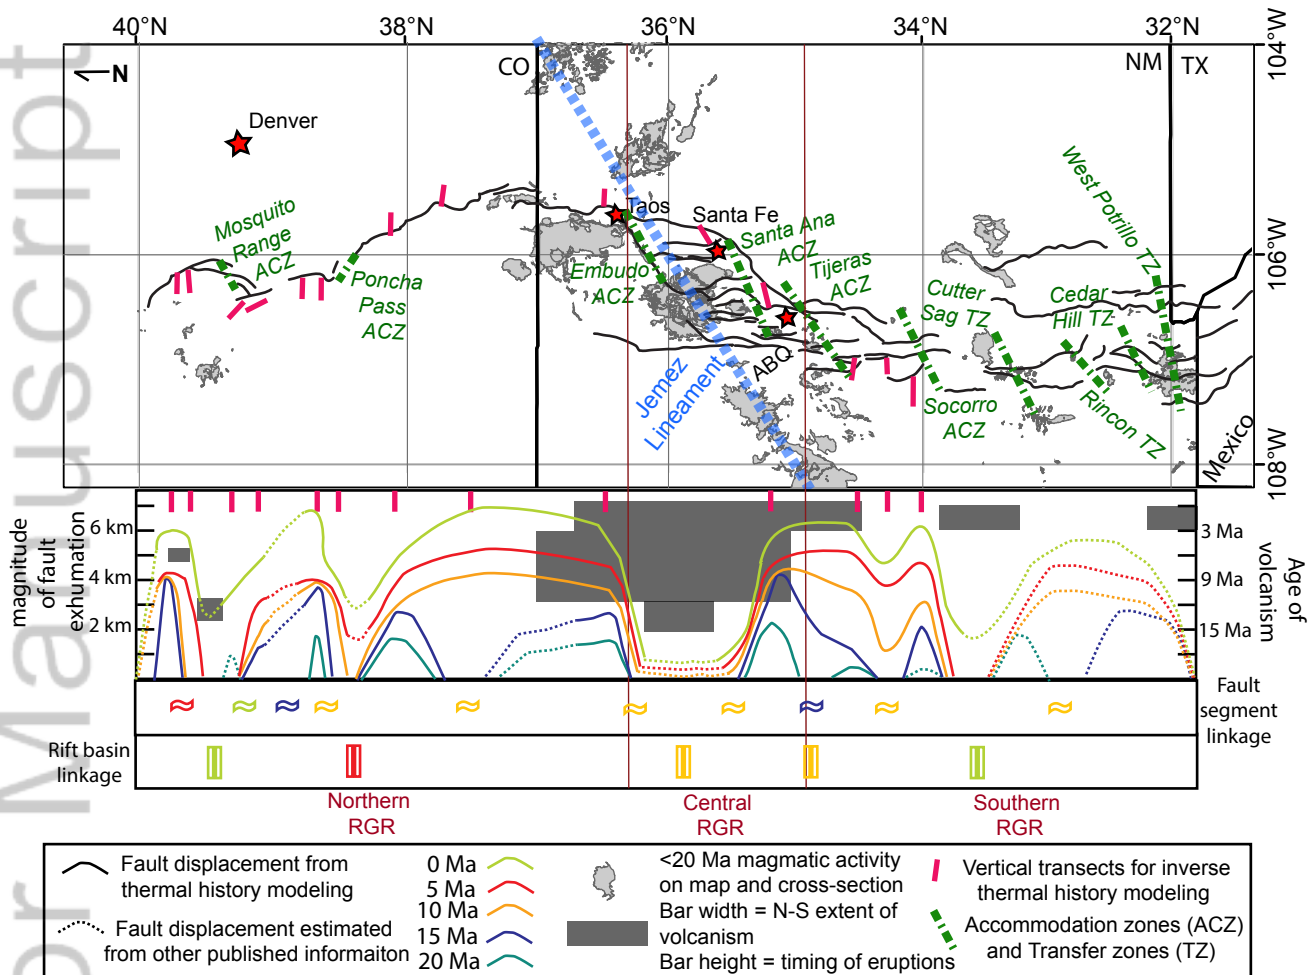 40°N
38°N
36°N
34°N
32°N
104°W
106°W
108°W
N
CO
NM
TX
Mexico
Denver
Taos
Santa Fe
ABQ
Mosquito
Range
ACZ
Poncha
Pass
ACZ
Embudo
ACZ
Santa Ana
ACZ
Tijeras
ACZ
Jemez
Lineament
Cutter
Sag TZ
Socorro
ACZ
Cedar
Hill TZ
Rincon TZ
West Potrillo TZ
magnitude
of fault
exhumation
6 km
4 km
2 km
3 Ma
9 Ma
15 Ma
Age of
volcanism
Fault
segment
linkage
Rift basin
linkage
Northern
RGR
Central
RGR
Southern
RGR
Fault displacement from
thermal history modeling
Fault displacement estimated
from other published informaiton
0 Ma
5 Ma
10 Ma
15 Ma
20 Ma
<20 Ma magmatic activity
on map and cross-section
Bar width = N-S extent of
volcanism
Bar height = timing of eruptions
Vertical transects for inverse
thermal history modeling
Accommodation zones (ACZ)
and Transfer zones (TZ)
or Manuscript